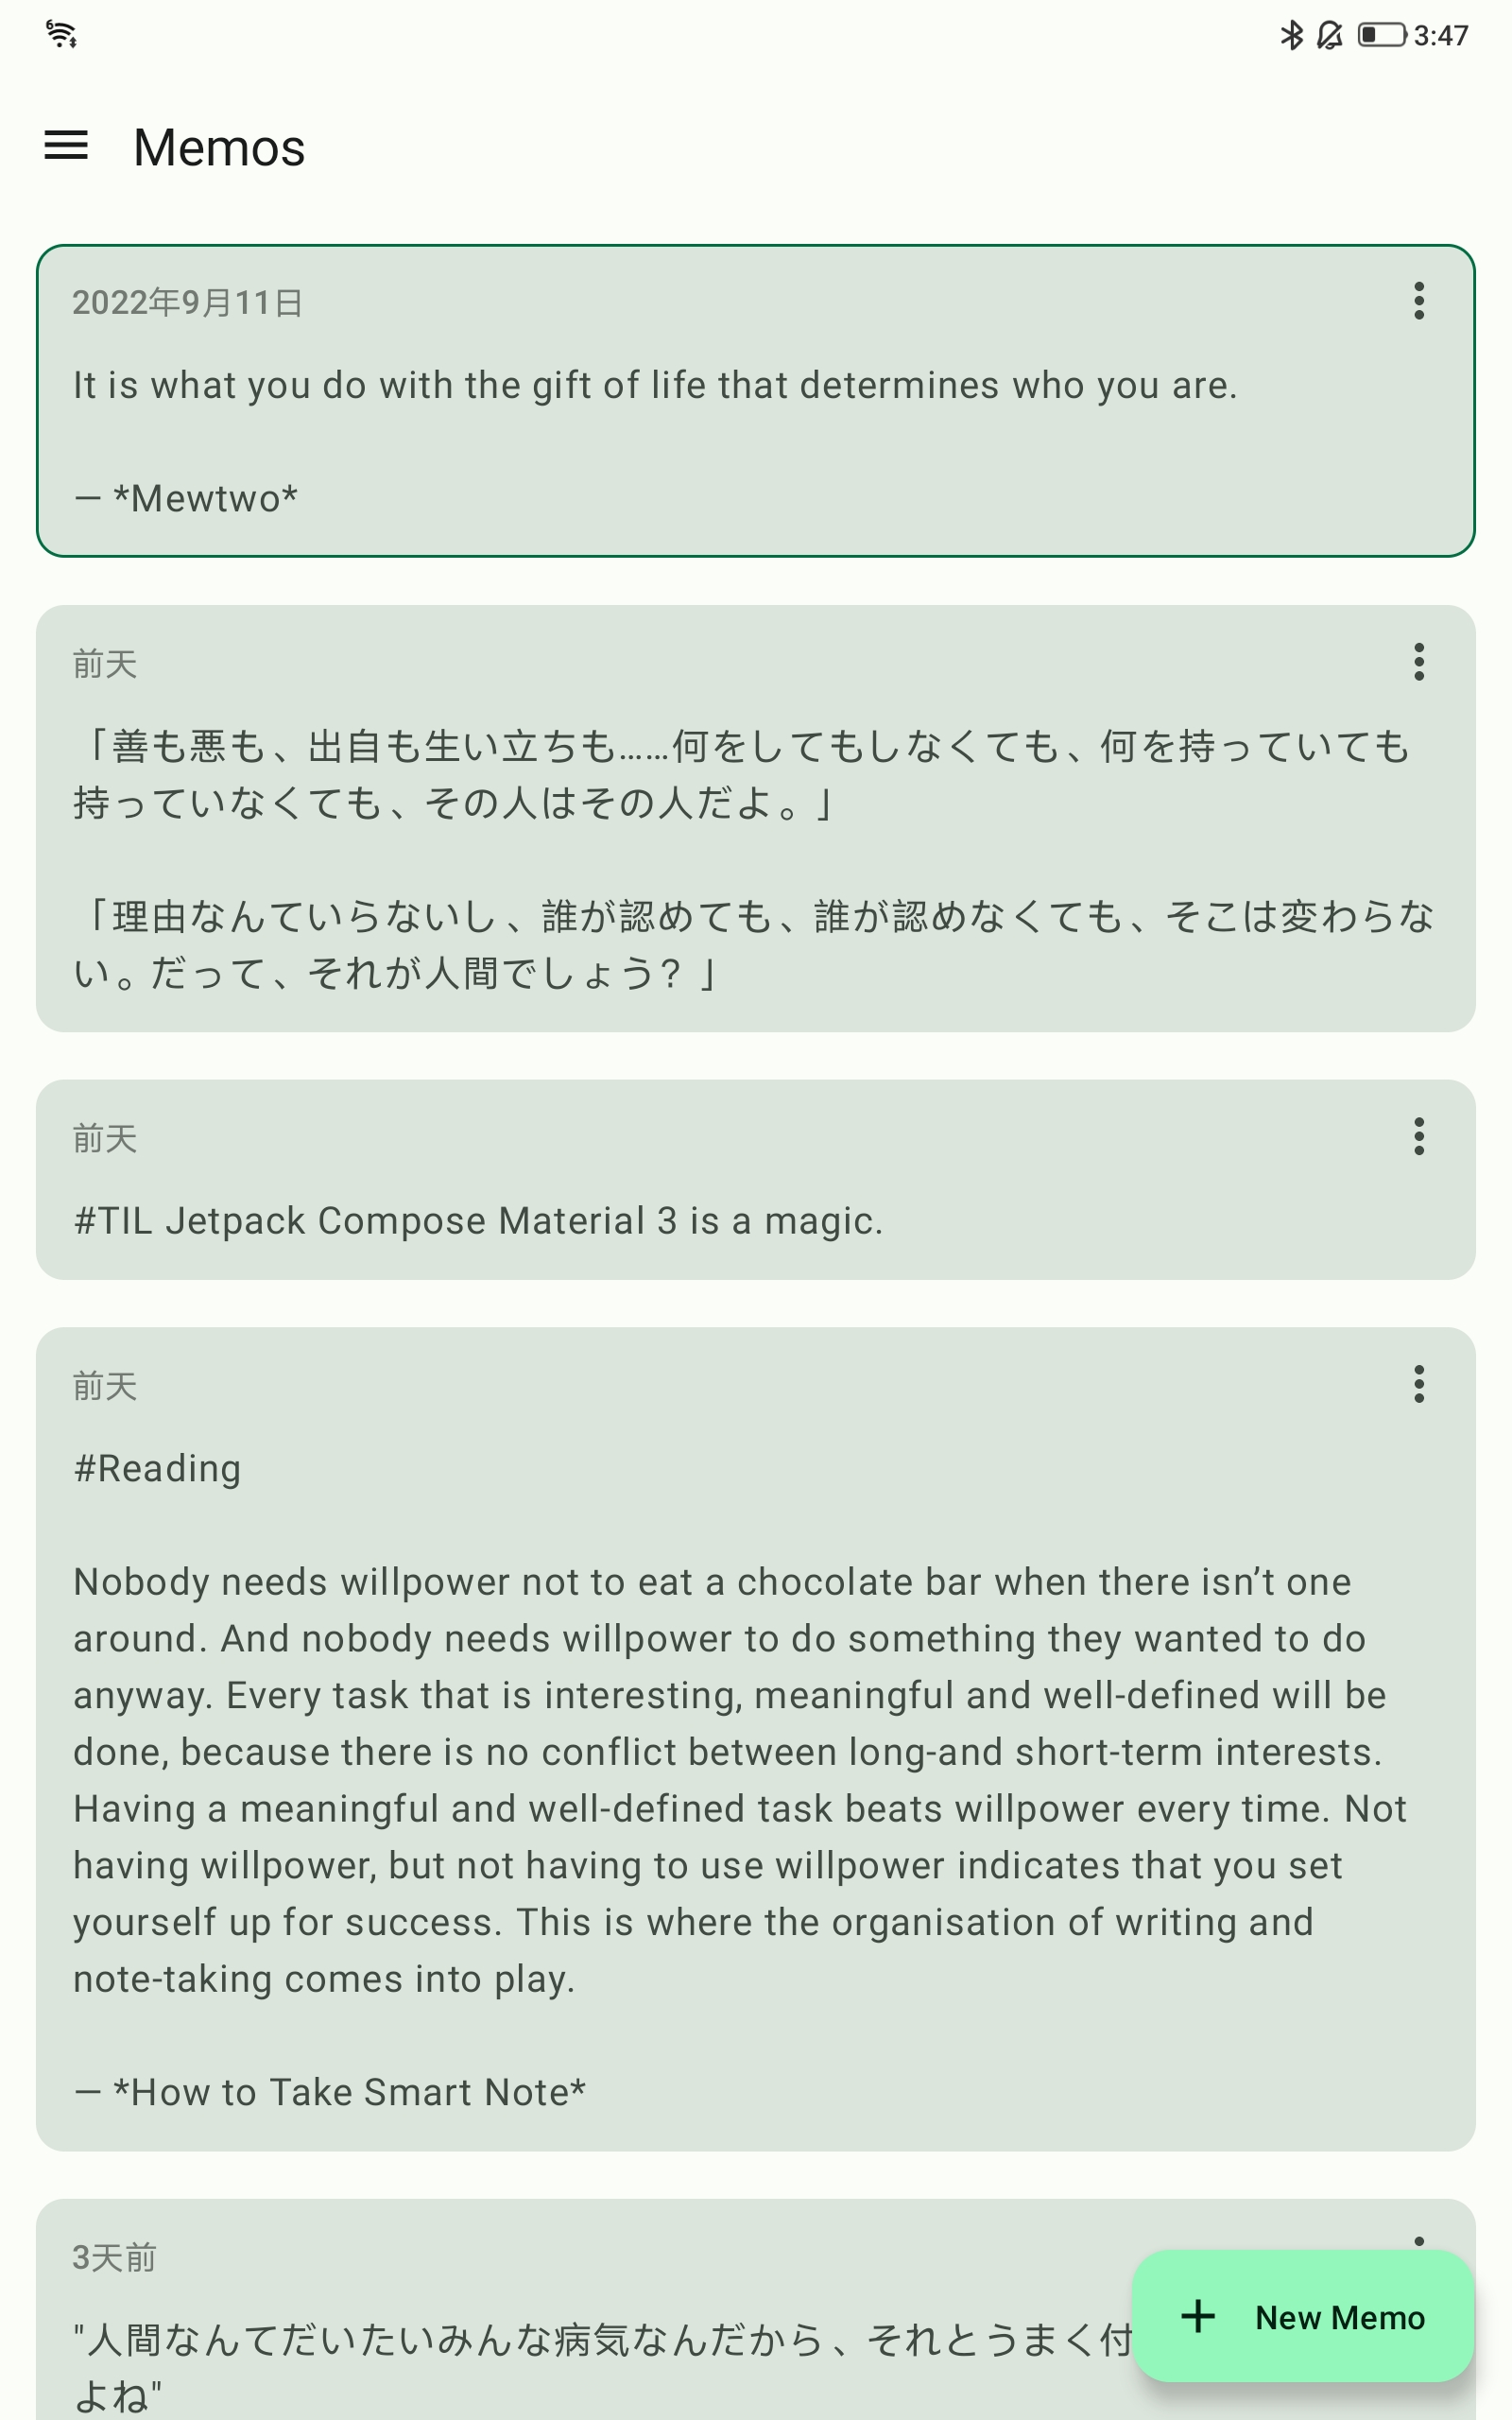 3:47
Memos
2022年9月11日
It is what you do with the gift of life that determines who you are.
— *Mewtwo*
前天
「善も悪も、出自も生い立ちも……何をしてもしなくても、何を持っていても
持っていなくても、その人はその人だよ。」
「理由なんていらないし、誰が認めても、誰が認めなくても、そこは変わらな
い。だって、それが人間でしょう？」
前天
#TIL Jetpack Compose Material 3 is a magic.
前天
#Reading
Nobody needs willpower not to eat a chocolate bar when there isn’t one
around. And nobody needs willpower to do something they wanted to do
anyway. Every task that is interesting, meaningful and well-defined will be
done, because there is no conflict between long-and short-term interests.
Having a meaningful and well-defined task beats willpower every time. Not
having willpower, but not having to use willpower indicates that you set
yourself up for success. This is where the organisation of writing and
note-taking comes into play.
— *How to Take Smart Note*
3天前
"人間なんてだいたいみんな病気なんだから、それとうまく付
よね"
New Memo